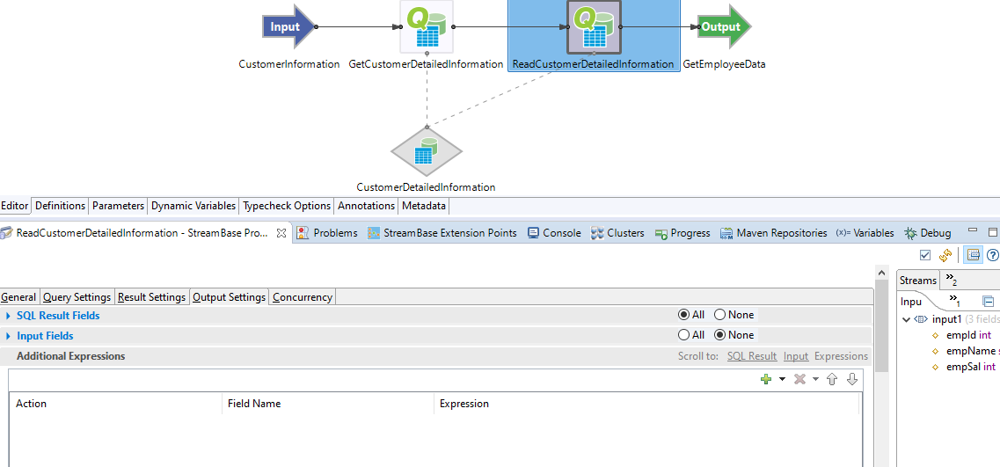 Input
Q
Q
Output
CustomerInformation
GetCustomerDetailedInformation
ReadCustomerDetailedInformation
GetEmployeeData
CustomerDetailedInformation
Editor Definitions Parameters Dynamic Variables Typecheck Options Annotations Metadata
ReadCustomerDetailedInformation - StreamBase Pro... Problems StreamBase Extension Points Console Clusters Progress Maven Repositories (x)= Variables Debug
General Query Settings Result Settings Output Settings Concurrency
SQL Result Fields All None
Input Fields All None
Additional Expressions Scroll to: SQL Result Input Expressions
Action Field Name Expression
Streams »2
Inpu »1
input1 (3 fields
empId int
empName s
empSal int